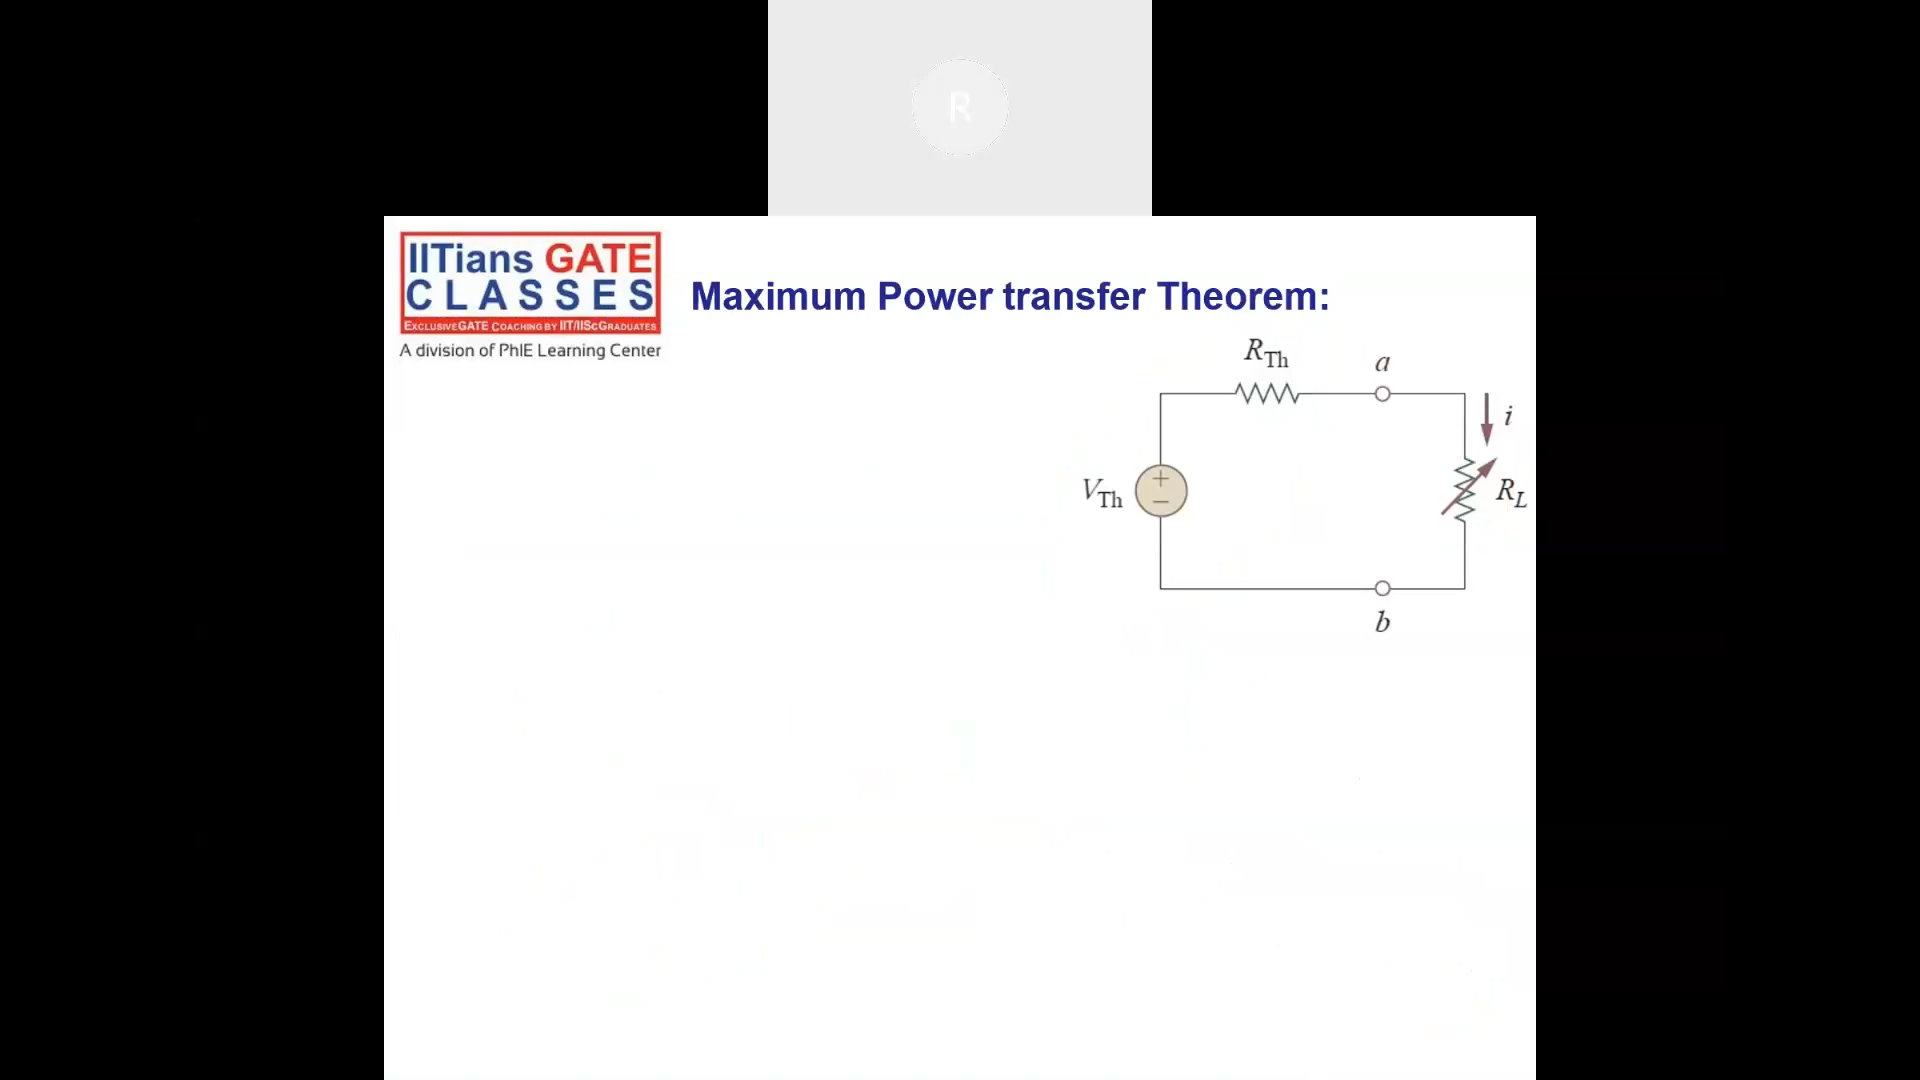 R
IITians GATE
CLASSES
EXCLUSIVE GATE COACHING BY IIT/IISc GRADUATES
A division of PhIE Learning Center
Maximum Power transfer Theorem:
RTh
a
i
VTh
+
−
RL
b